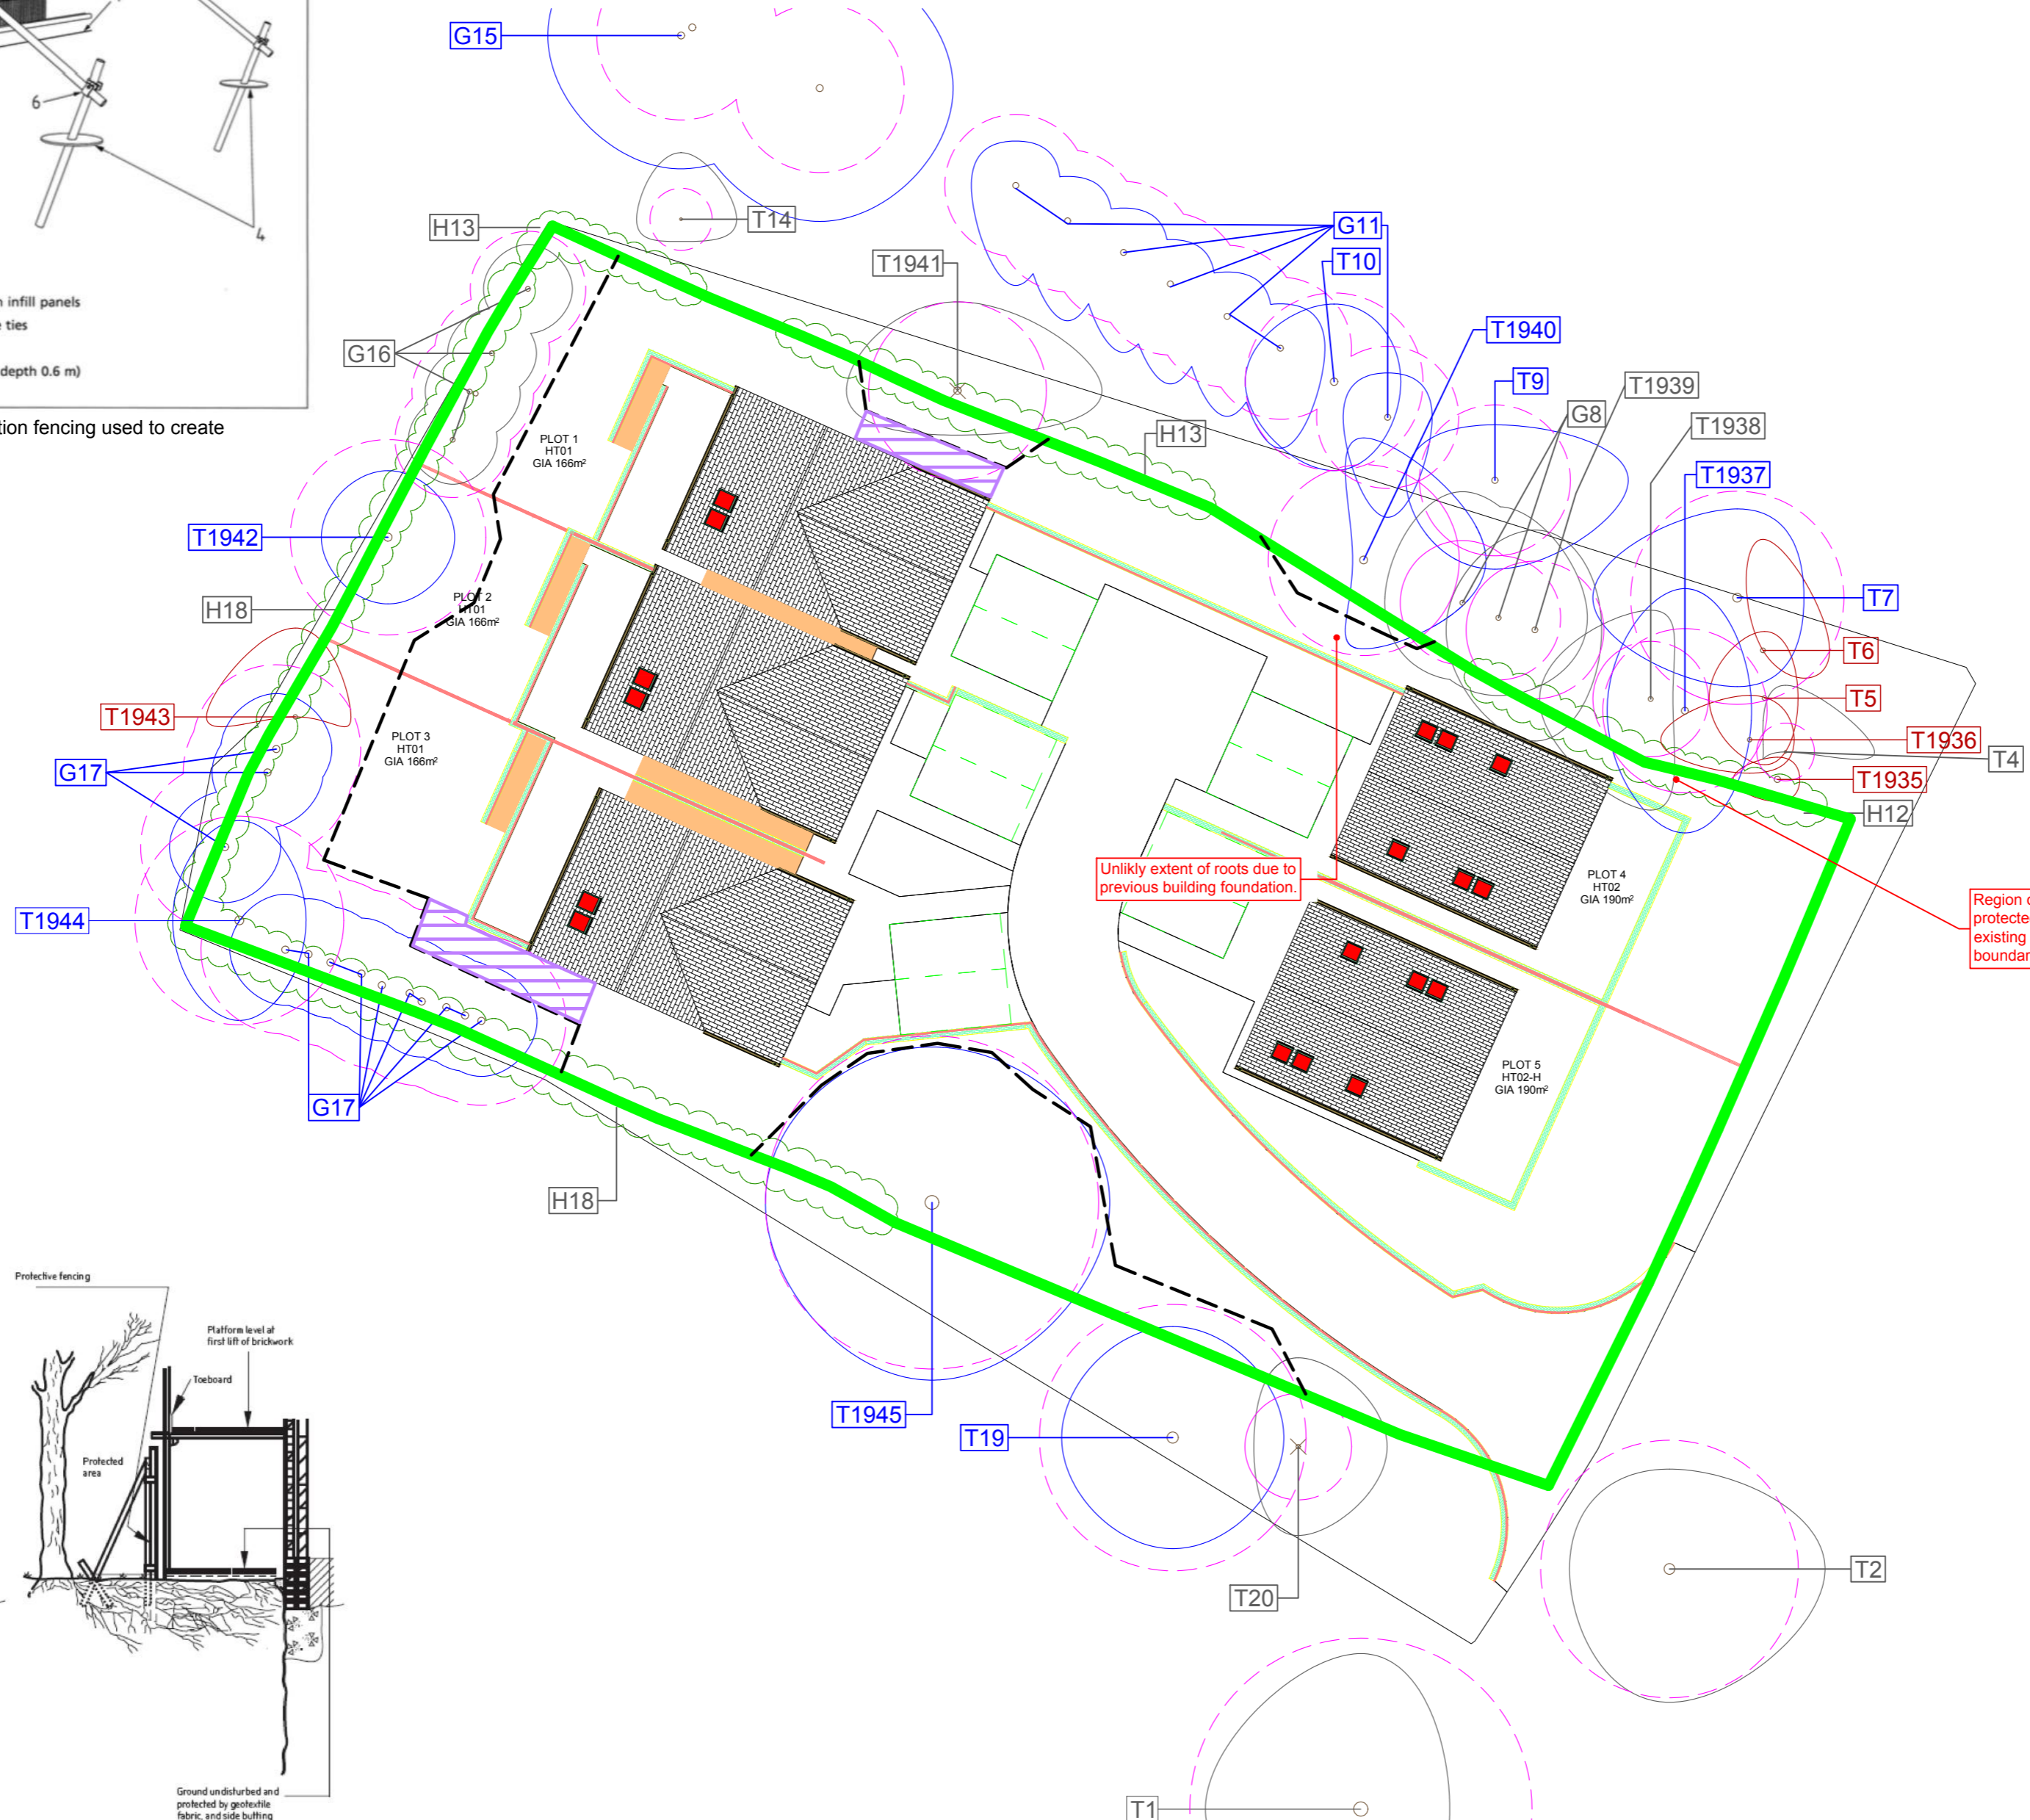 6
4
n infill panels
e ties
depth 0.6 m)
tion fencing used to create
G15
T14
H13
T1941
G11
T10
T1940
T9
T1939
G8
T1938
T1937
G16
H13
T7
T6
T5
T1936
T4
T1935
H12
T1942
H18
T1943
G17
T1944
G17
H18
T1945
T19
T20
T2
T1
PLOT 1
HT01
GIA 166m²
PLOT 2
HT01
GIA 166m²
PLOT 3
HT01
GIA 166m²
PLOT 4
HT02
GIA 190m²
PLOT 5
HT02-H
GIA 190m²
Unlikly extent of roots due to
previous building foundation.
Region
protecte
existing
boundar
Protective fencing
Platform level at
first lift of brickwork
Toeboard
Protected
area
Ground undisturbed and
protected by geotextile
fabric, and side butting